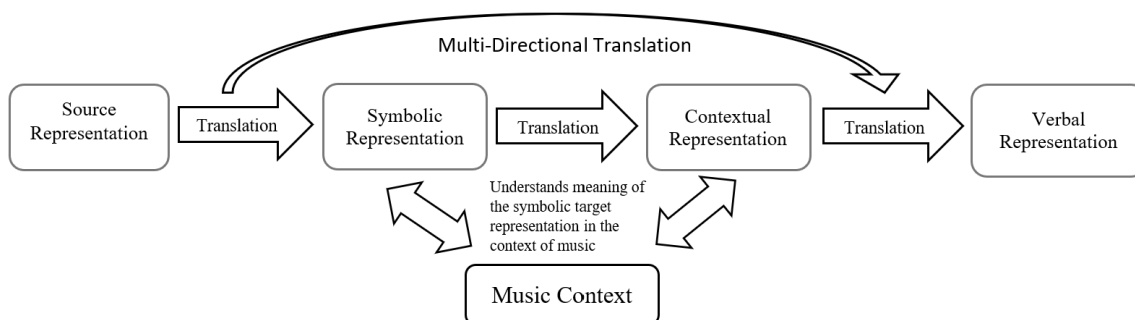 Multi-Directional Translation
Source
Representation
Translation
Symbolic
Representation
Translation
Contextual
Representation
Translation
Verbal
Representation
Understands meaning of
the symbolic target
representation in the
context of music
Music Context